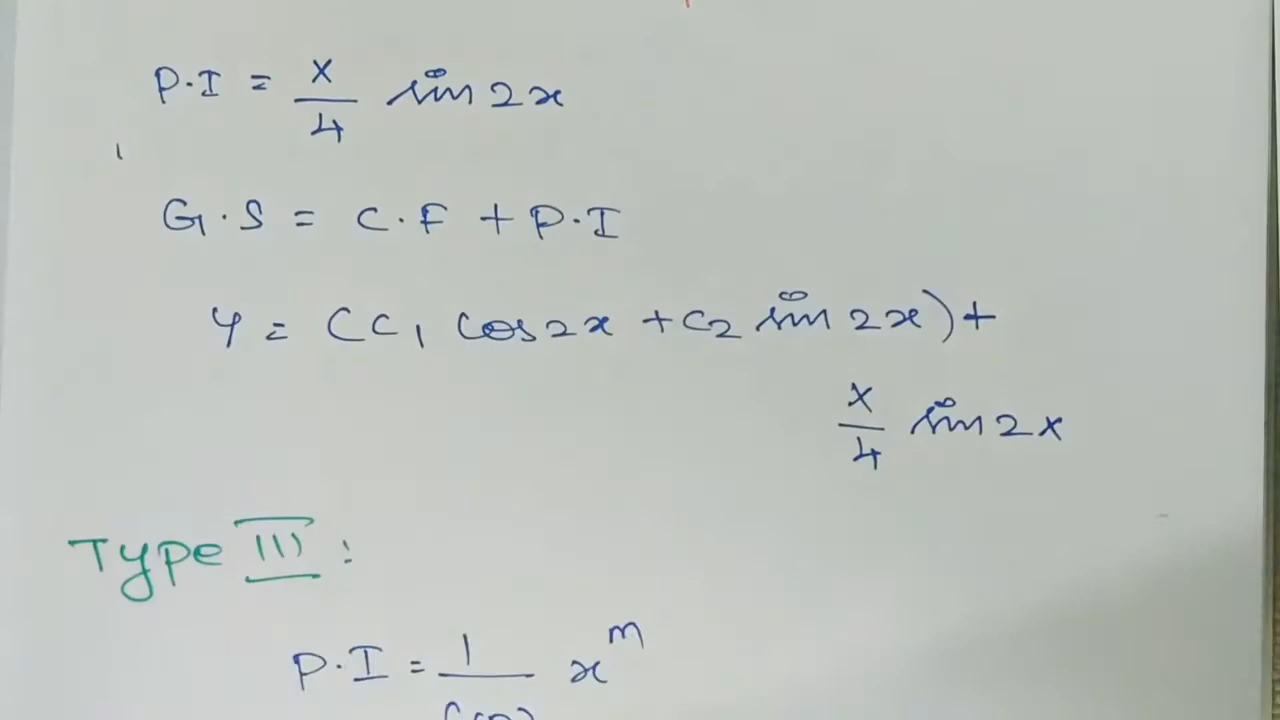 P.I = x/4 sin 2x
G.S = C.F + P.I
y = (C1 cos 2x + C2 sin 2x) +
x/4 sin 2x
Type III :
P.I = 1/f(D) x^m